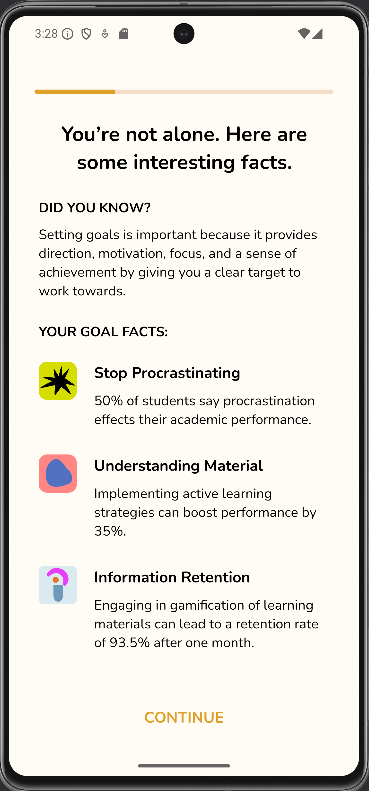 3:28
You’re not alone. Here are
some interesting facts.
DID YOU KNOW?
Setting goals is important because it provides
direction, motivation, focus, and a sense of
achievement by giving you a clear target to
work towards.
YOUR GOAL FACTS:
Stop Procrastinating
50% of students say procrastination
effects their academic performance.
Understanding Material
Implementing active learning
strategies can boost performance by
35%.
Information Retention
Engaging in gamification of learning
materials can lead to a retention rate
of 93.5% after one month.
CONTINUE